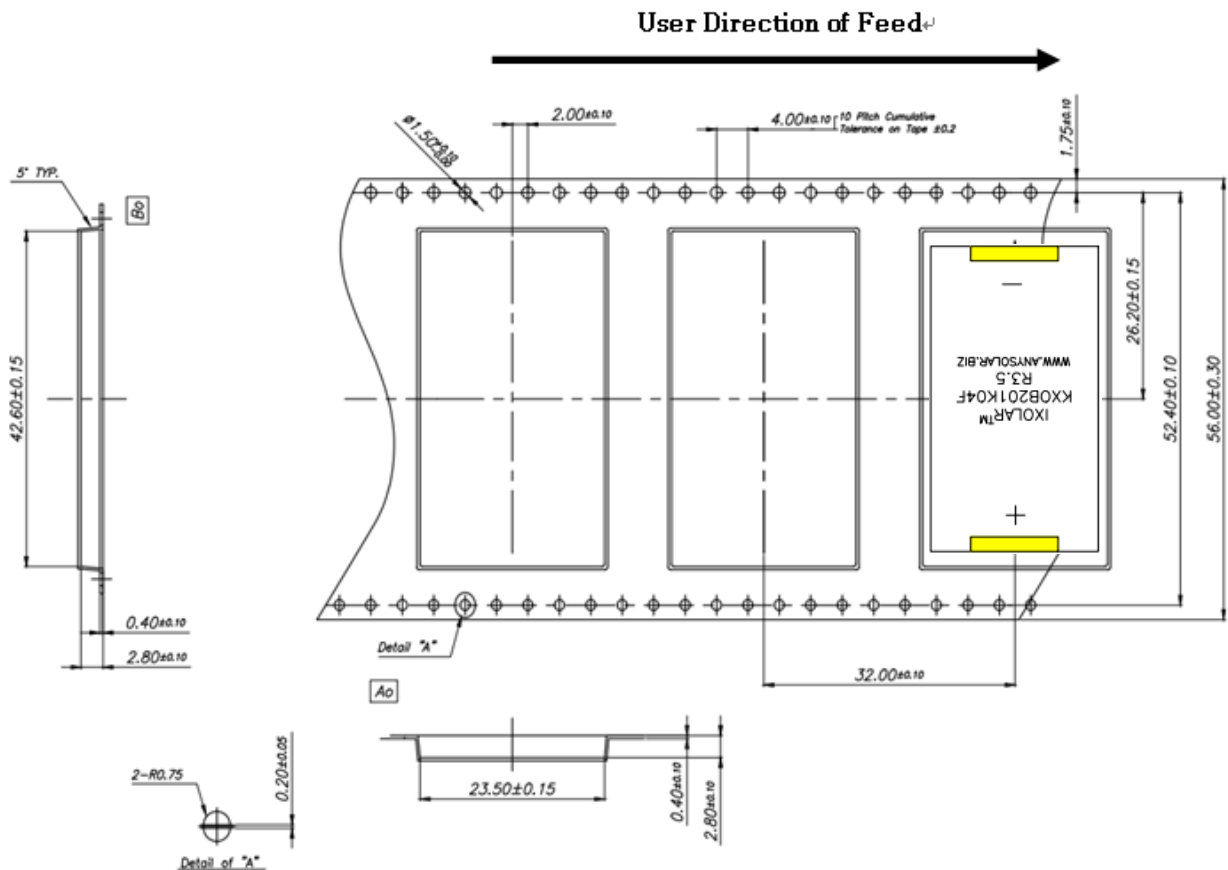 User Direction of Feed↵
2.00±0.10
4.00±0.10 10 Pitch Cumulative
Tolerance on Tape ±0.2
1.75±0.10
5° TYP.
Bo
42.60±0.15
26.20±0.15
52.40±0.10
56.00±0.30
IXOLAR™
KXOB201K04F
R3.5
WWW.ANYSOLAR.BIZ
−
+
0.40±0.10
2.80±0.10
Detail "A"
32.00±0.10
Ao
23.50±0.15
0.40±0.10
2.80±0.10
2-R0.75
0.20±0.05
Detail of "A"